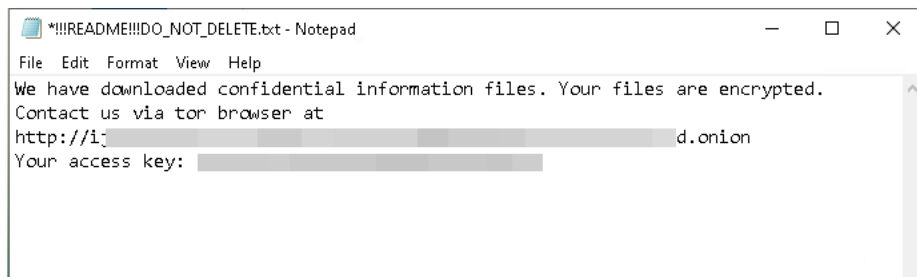 *!!!README!!!DO_NOT_DELETE.txt - Notepad
File Edit Format View Help
We have downloaded confidential information files. Your files are encrypted.
Contact us via tor browser at
http://ij d.onion
Your access key: